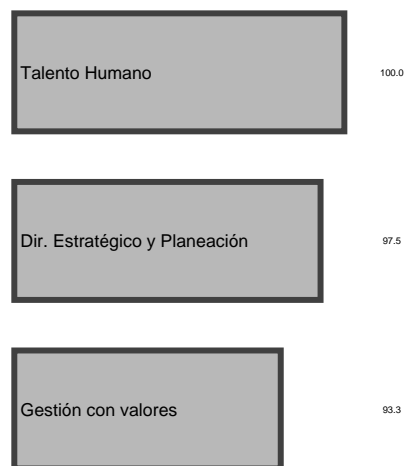 Talento Humano 100.0
Dir. Estratégico y Planeación 97.5
Gestión con valores 93.3